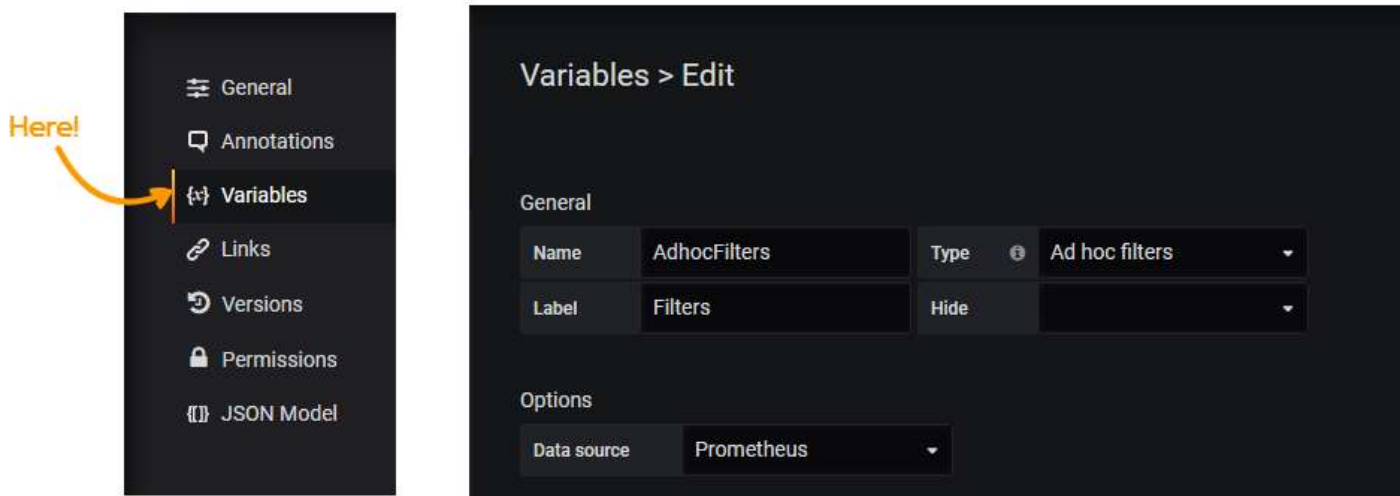 Here!
General
Annotations
{x} Variables
Links
Versions
Permissions
{[]} JSON Model
Variables > Edit
General
Name AdhocFilters Type Ad hoc filters
Label Filters Hide
Options
Data source Prometheus